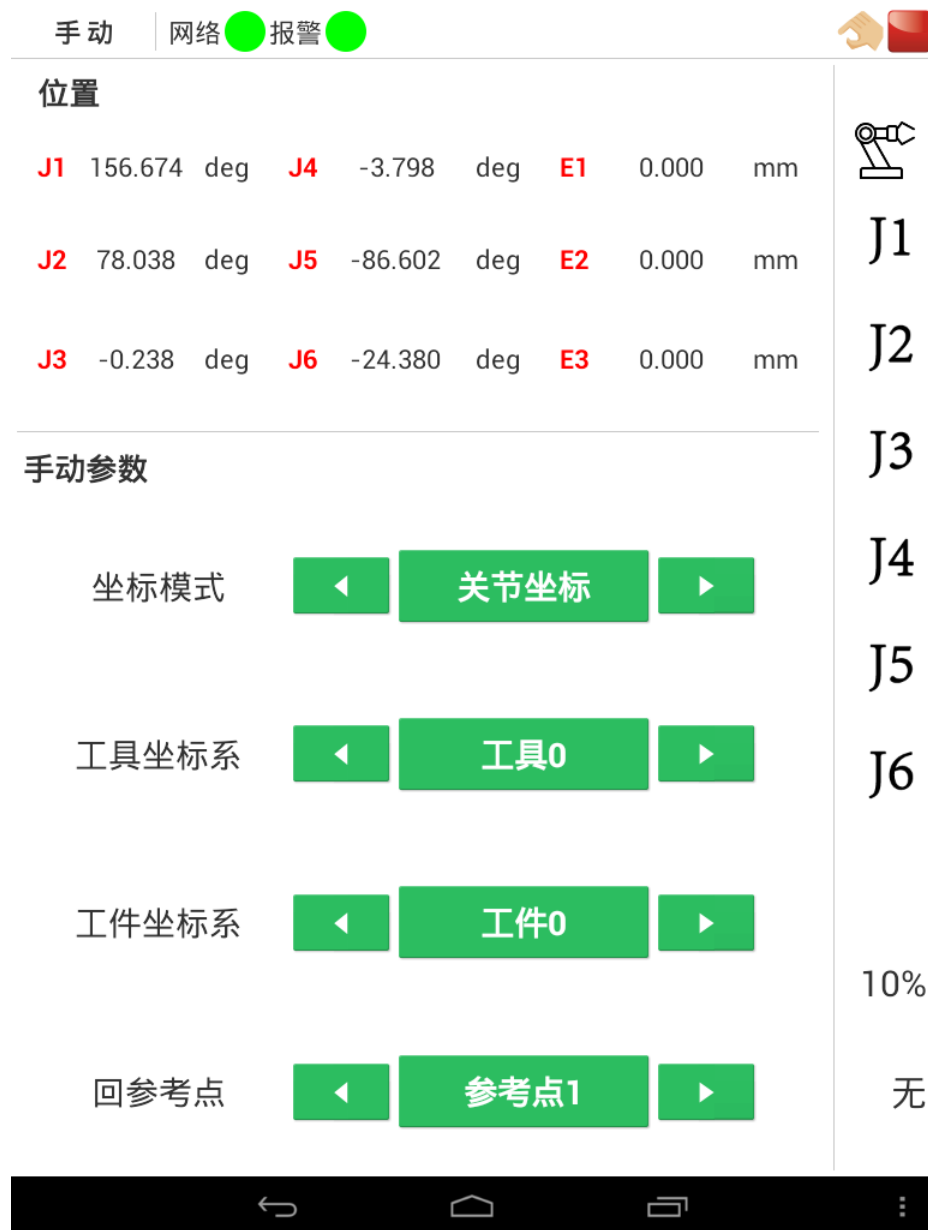 手 动 网络 报警
位置
J1 156.674 deg J4 -3.798 deg E1 0.000 mm
J1
J2 78.038 deg J5 -86.602 deg E2 0.000 mm
J2
J3 -0.238 deg J6 -24.380 deg E3 0.000 mm
J3
手动参数
J4
坐标模式 关节坐标
J5
工具坐标系 工具0
J6
工件坐标系 工件0
10%
回参考点 参考点1
无